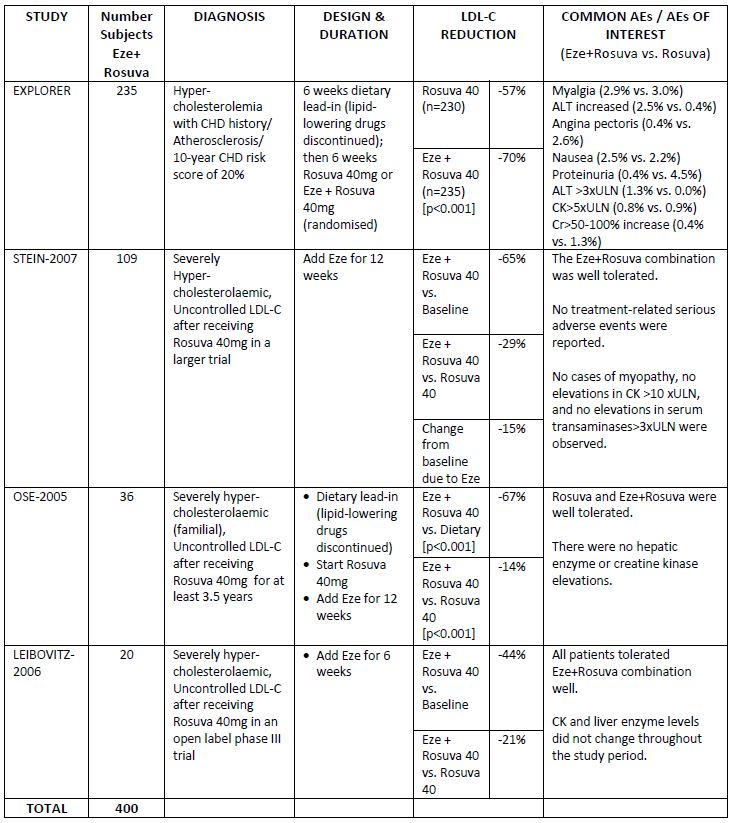 STUDY
Number
Subjects
Eze+
Rosuva
DIAGNOSIS
DESIGN &
DURATION
LDL-C
REDUCTION
COMMON AEs / AEs OF
INTEREST
(Eze+Rosuva vs. Rosuva)
EXPLORER
235
Hyper-
cholesterolemia
with CHD history/
Atherosclerosis/
10-year CHD risk
score of 20%
6 weeks dietary
lead-in (lipid-
lowering drugs
discontinued);
then 6 weeks
Rosuva 40mg or
Eze + Rosuva
40mg
(randomised)
Rosuva 40
(n=230)
-57%
Eze +
Rosuva 40
(n=235)
[p<0.001]
-70%
Myalgia (2.9% vs. 3.0%)
ALT increased (2.5% vs. 0.4%)
Angina pectoris (0.4% vs.
2.6%)
Nausea (2.5% vs. 2.2%)
Proteinuria (0.4% vs. 4.5%)
ALT >3xULN (1.3% vs. 0.0%)
CK>5xULN (0.8% vs. 0.9%)
Cr>50-100% increase (0.4%
vs. 1.3%)
STEIN-2007
109
Severely
Hyper-
cholesterolaemic,
Uncontrolled LDL-C
after receiving
Rosuva 40mg in a
larger trial
Add Eze for 12
weeks
Eze +
Rosuva 40
vs.
Baseline
-65%
Eze +
Rosuva 40
vs. Rosuva
40
-29%
Change
from
baseline
due to Eze
-15%
The Eze+Rosuva combination
was well tolerated.
No treatment-related serious
adverse events were
reported.
No cases of myopathy, no
elevations in CK >10 xULN,
and no elevations in serum
transaminases>3xULN were
observed.
OSE-2005
36
Severely hyper-
cholesterolaemic
(familial),
Uncontrolled LDL-C
after receiving
Rosuva 40mg for at
least 3.5 years
• Dietary lead-in
(lipid-lowering
drugs
discontinued)
• Start Rosuva
40mg
• Add Eze for 12
weeks
Eze +
Rosuva 40
vs. Dietary
[p<0.001]
-67%
Eze +
Rosuva 40
vs. Rosuva
40
[p<0.001]
-14%
Rosuva and Eze+Rosuva were
well tolerated.
There were no hepatic
enzyme or creatine kinase
elevations.
LEIBOVITZ-
2006
20
Severely hyper-
cholesterolaemic,
Uncontrolled LDL-C
after receiving
Rosuva 40mg in an
open label phase III
trial
• Add Eze for 6
weeks
Eze +
Rosuva 40
vs.
Baseline
-44%
Eze +
Rosuva 40
vs. Rosuva
40
-21%
All patients tolerated
Eze+Rosuva combination
well.
CK and liver enzyme levels
did not change throughout
the study period.
TOTAL
400